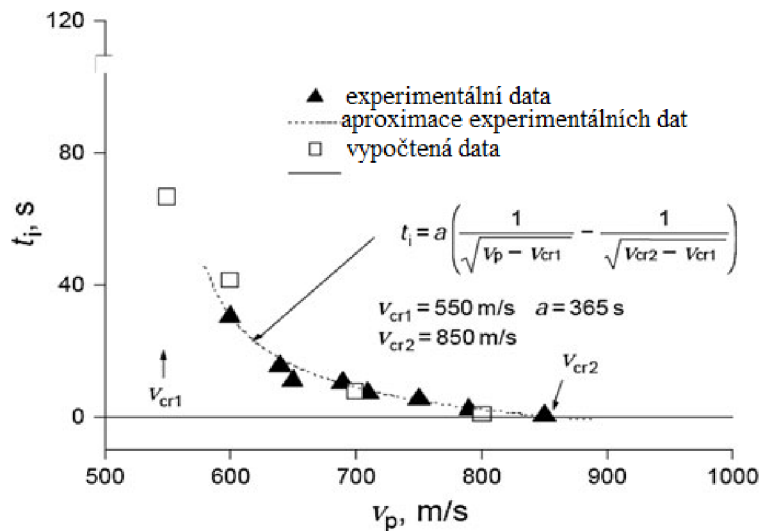 120
80
40
0
t_i, s
experimentální data
aproximace experimentálních dat
vypočtená data
t_i = a ( 1 / √(v_p − v_cr1) − 1 / √(v_cr2 − v_cr1) )
v_cr1 = 550 m/s a = 365 s
v_cr2 = 850 m/s
v_cr1
v_cr2
500 600 700 800 900 1000
v_p, m/s